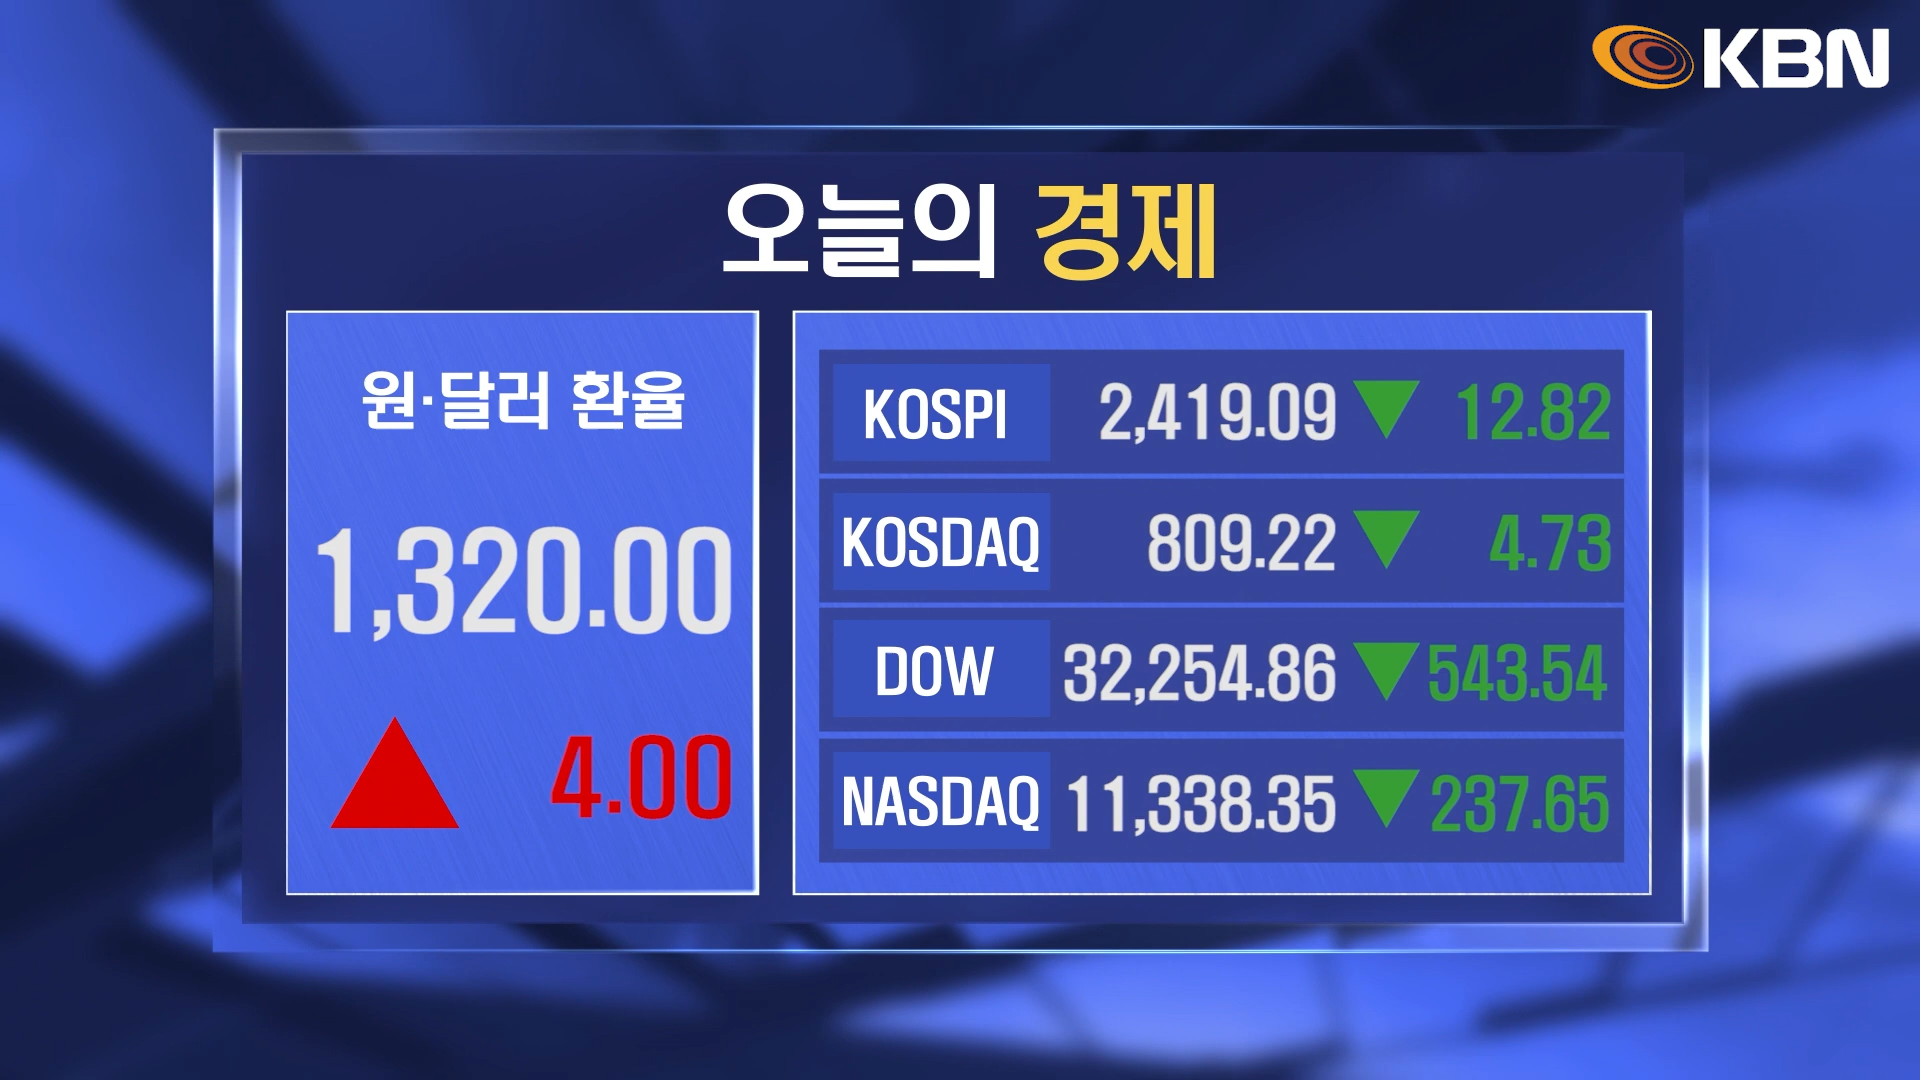 KBN
오늘의 경제
원·달러 환율
1,320.00
▲ 4.00
KOSPI 2,419.09 ▼ 12.82
KOSDAQ 809.22 ▼ 4.73
DOW 32,254.86 ▼ 543.54
NASDAQ 11,338.35 ▼ 237.65